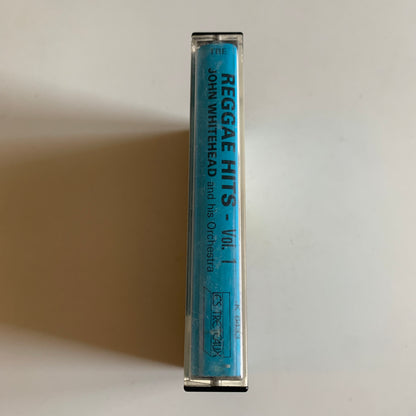 REGGAE HITS - Vol. 1
JOHN WHITEHEAD and his Orchestra